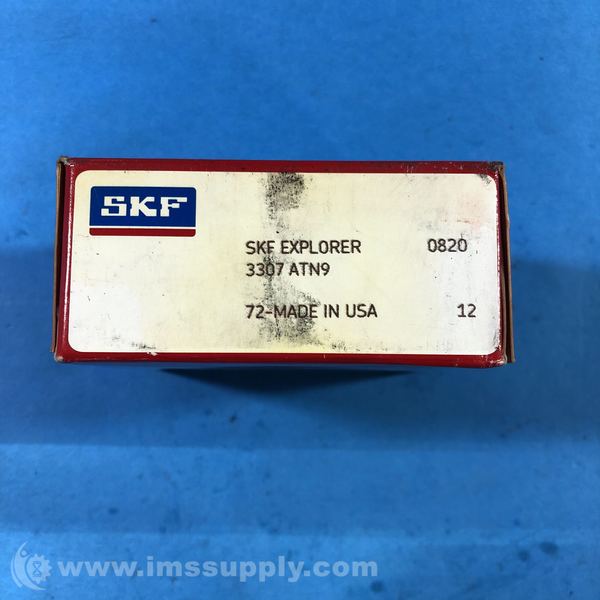 SKF
SKF EXPLORER 0820
3307 ATN9
72-MADE IN USA 12
www.imssupply.com